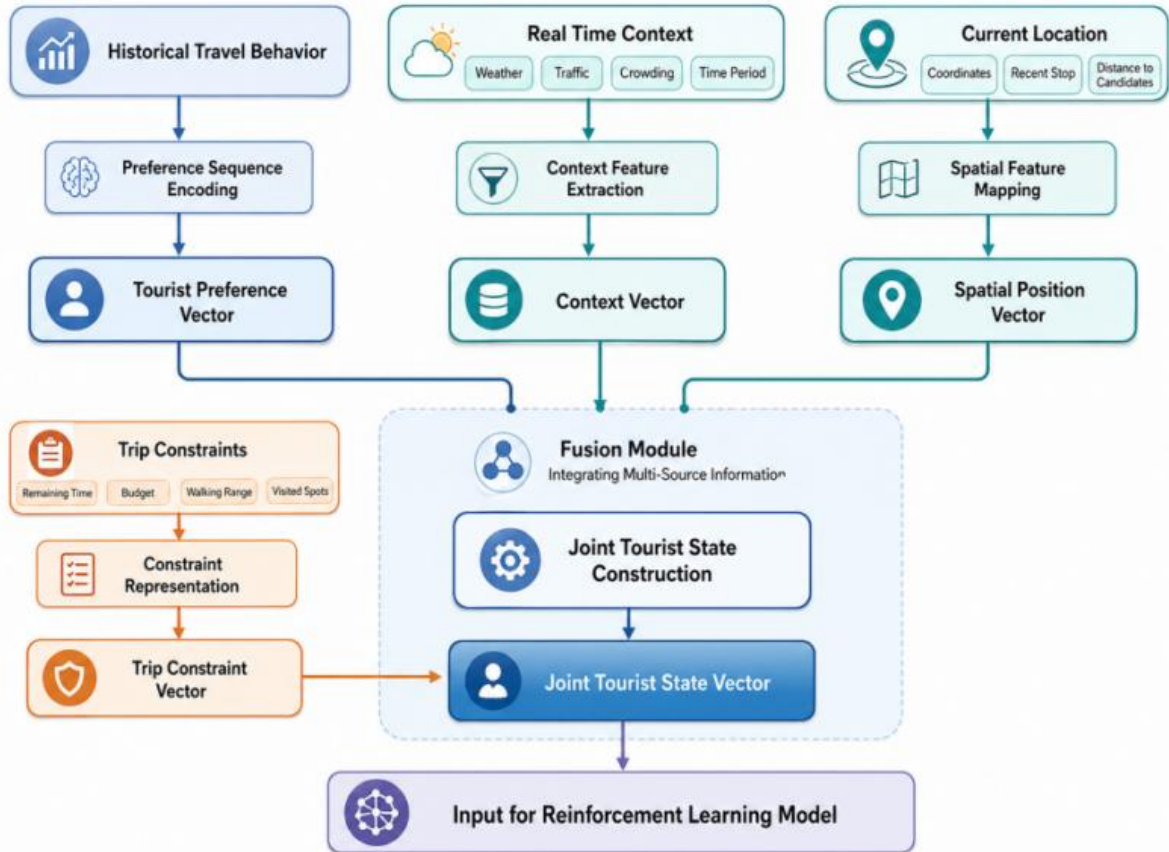 Historical Travel Behavior
Real Time Context
Weather
Traffic
Crowding
Time Period
Current Location
Coordinates
Recent Stop
Distance to
Candidates
Preference Sequence
Encoding
Context Feature
Extraction
Spatial Feature
Mapping
Tourist Preference
Vector
Context Vector
Spatial Position
Vector
Trip Constraints
Remaining Time
Budget
Walking Range
Visited Spots
Constraint
Representation
Trip Constraint
Vector
Fusion Module
Integrating Multi-Source Information
Joint Tourist State
Construction
Joint Tourist State Vector
Input for Reinforcement Learning Model